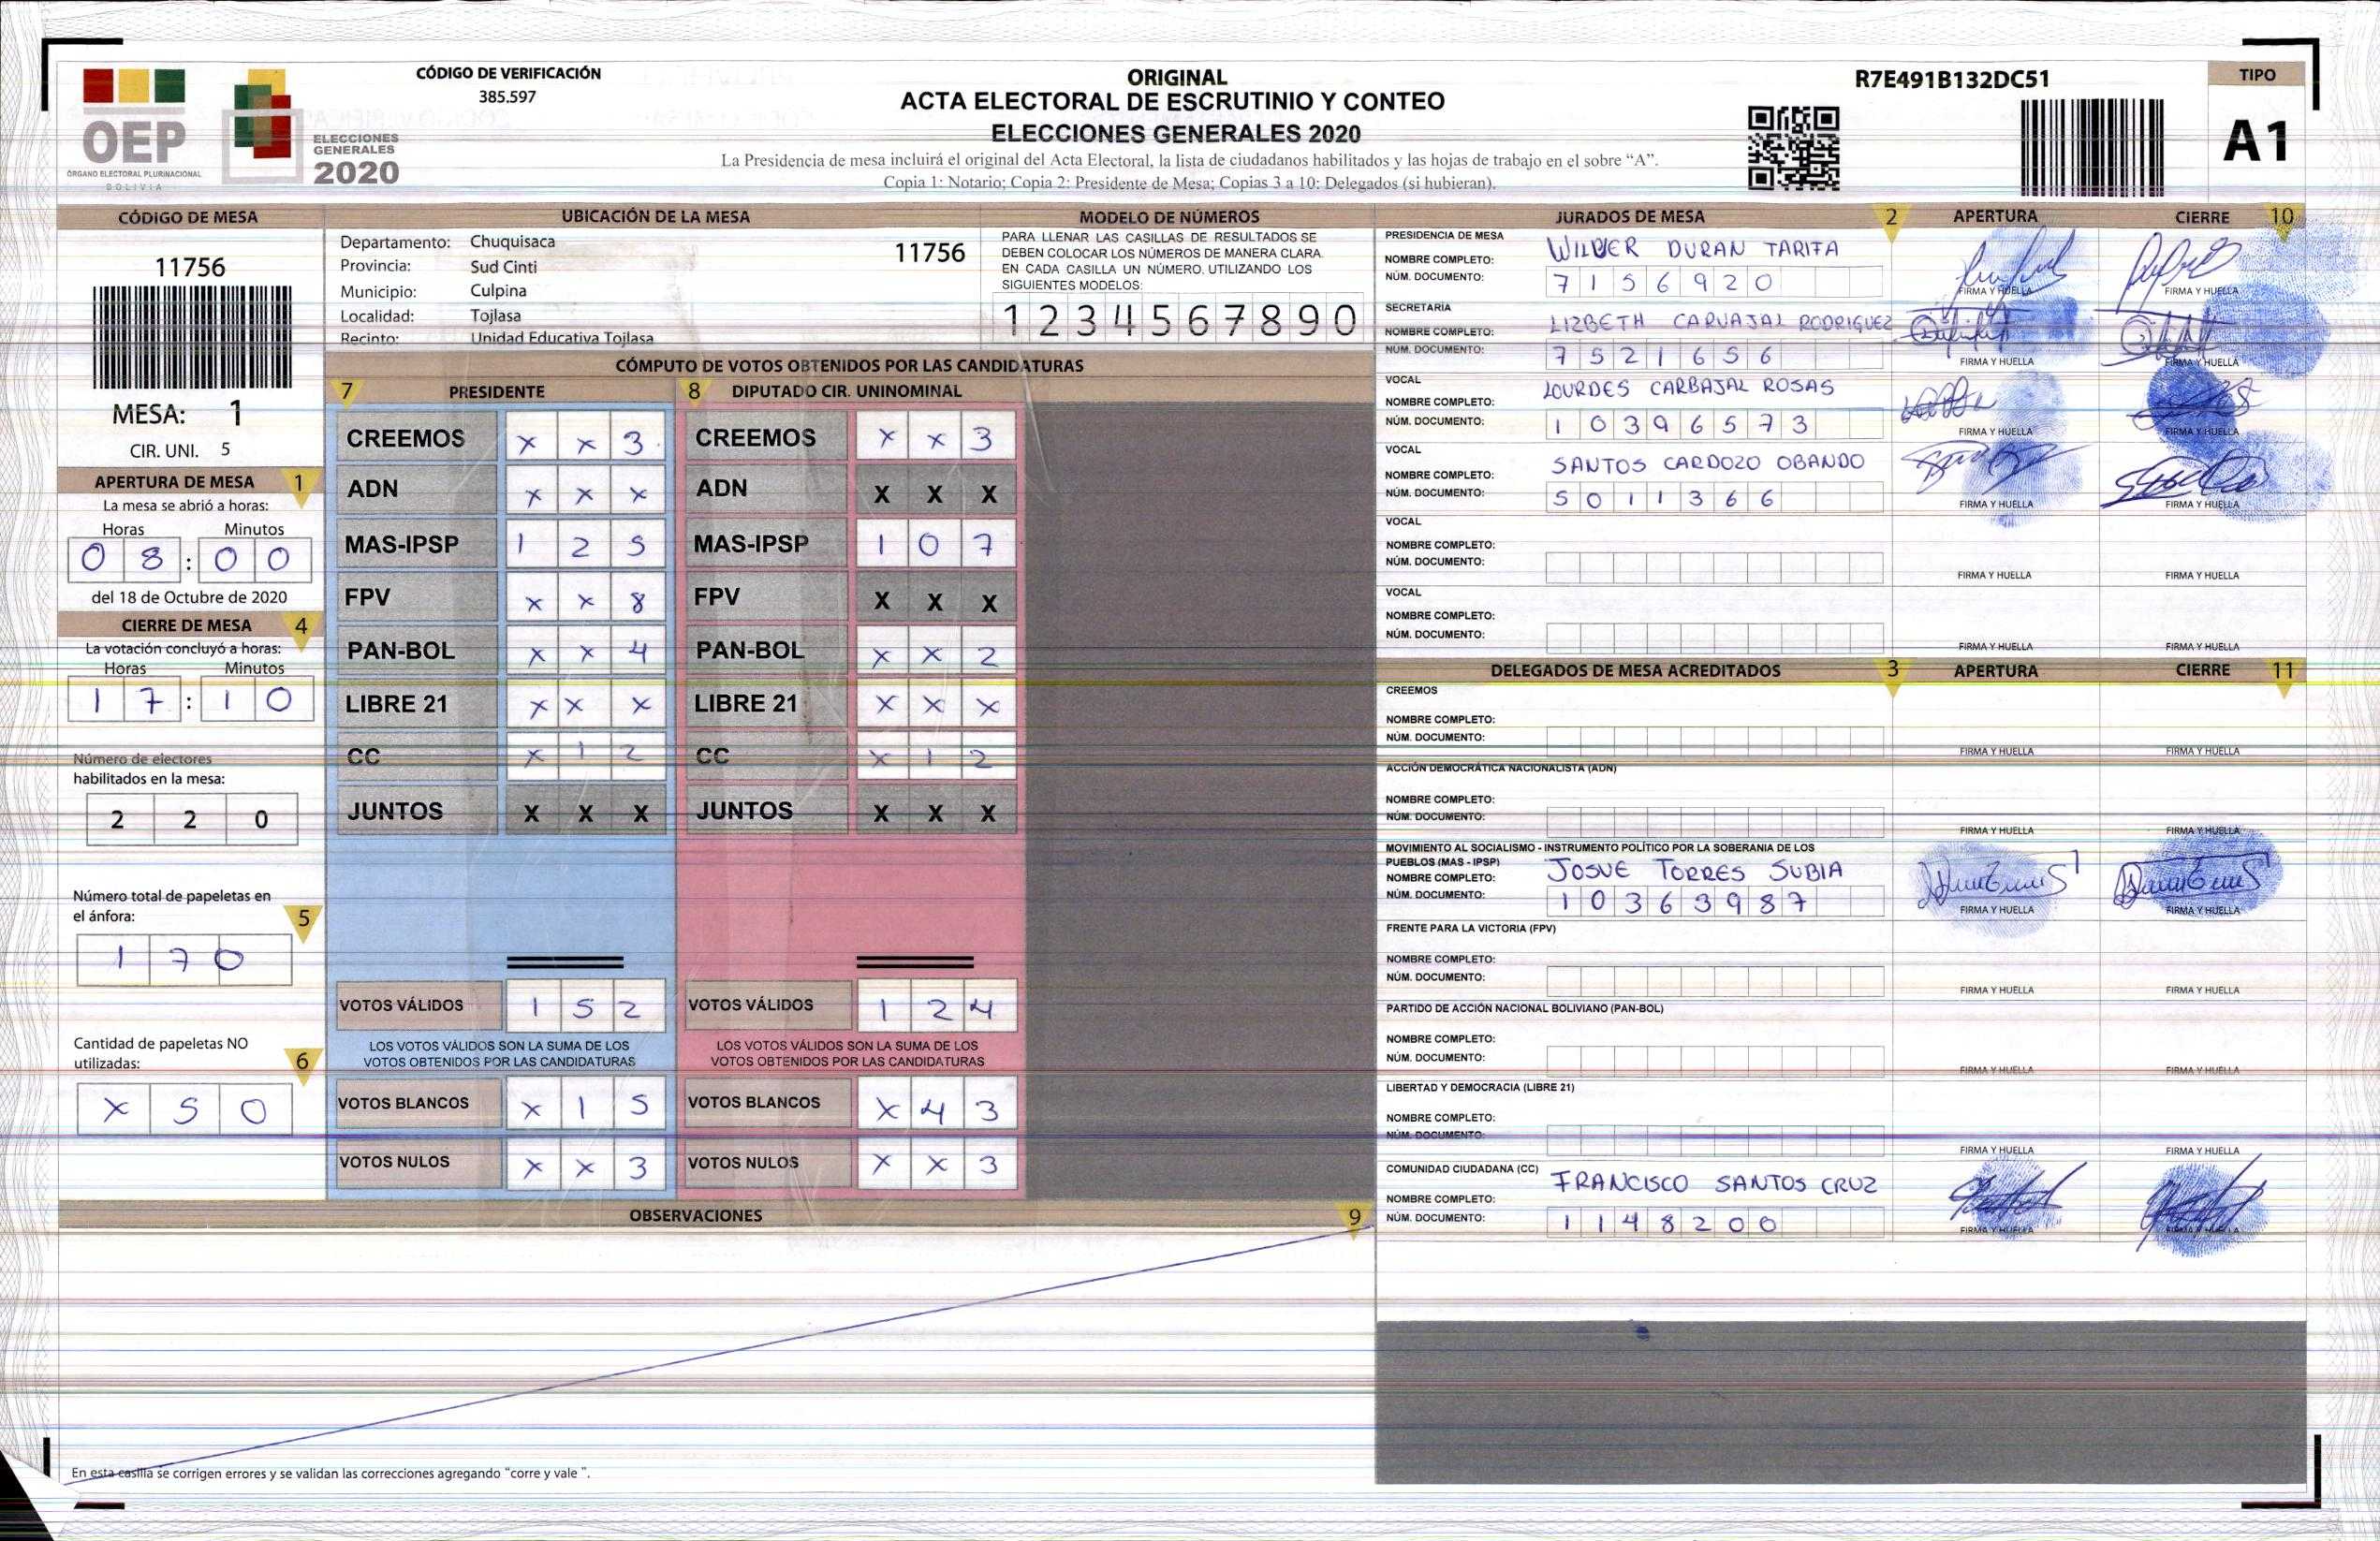 CÓDIGO DE VERIFICACIÓN
385.597
OEP
ÓRGANO ELECTORAL PLURINACIONAL
BOLIVIA
ELECCIONES
GENERALES
2020
ORIGINAL
ACTA ELECTORAL DE ESCRUTINIO Y CONTEO
ELECCIONES GENERALES 2020
La Presidencia de mesa incluirá el original del Acta Electoral, la lista de ciudadanos habilitados y las hojas de trabajo en el sobre “A”.
Copia 1: Notario; Copia 2: Presidente de Mesa; Copias 3 a 10: Delegados (si hubieran).
R7E491B132DC51
TIPO
A1
CÓDIGO DE MESA
11756
MESA: 1
CIR. UNI. 5
APERTURA DE MESA 1
La mesa se abrió a horas:
Horas Minutos
0 8 : 0 0
del 18 de Octubre de 2020
CIERRE DE MESA 4
La votación concluyó a horas:
Horas Minutos
1 7 : 1 0
Número de electores
habilitados en la mesa:
2 2 0
Número total de papeletas en
el ánfora: 5
1 7 0
Cantidad de papeletas NO
utilizadas: 6
X 5 0
UBICACIÓN DE LA MESA
Departamento: Chuquisaca 11756
Provincia: Sud Cinti
Municipio: Culpina
Localidad: Tojlasa
Recinto: Unidad Educativa Tojlasa
MODELO DE NÚMEROS
PARA LLENAR LAS CASILLAS DE RESULTADOS SE
DEBEN COLOCAR LOS NÚMEROS DE MANERA CLARA.
EN CADA CASILLA UN NÚMERO, UTILIZANDO LOS
SIGUIENTES MODELOS:
1 2 3 4 5 6 7 8 9 0
CÓMPUTO DE VOTOS OBTENIDOS POR LAS CANDIDATURAS
7 PRESIDENTE 8 DIPUTADO CIR. UNINOMINAL
CREEMOS X X 3 CREEMOS X X 3
ADN X X X ADN X X X
MAS-IPSP 1 2 5 MAS-IPSP 1 0 7
FPV X X 8 FPV X X X
PAN-BOL X X 4 PAN-BOL X X 2
LIBRE 21 X X X LIBRE 21 X X X
CC X 1 2 CC X 1 2
JUNTOS X X X JUNTOS X X X
VOTOS VÁLIDOS 1 5 2 VOTOS VÁLIDOS 1 2 4
LOS VOTOS VÁLIDOS SON LA SUMA DE LOS LOS VOTOS VÁLIDOS SON LA SUMA DE LOS
VOTOS OBTENIDOS POR LAS CANDIDATURAS VOTOS OBTENIDOS POR LAS CANDIDATURAS
VOTOS BLANCOS X 1 5 VOTOS BLANCOS X 4 3
VOTOS NULOS X X 3 VOTOS NULOS X X 3
OBSERVACIONES 9
En esta casilla se corrigen errores y se validan las correcciones agregando “corre y vale ”.
JURADOS DE MESA 2 APERTURA CIERRE 10
PRESIDENCIA DE MESA
NOMBRE COMPLETO: WILBER DURAN TARIFA
NÚM. DOCUMENTO: 7 1 5 6 9 2 0
FIRMA Y HUELLA FIRMA Y HUELLA
SECRETARÍA
NOMBRE COMPLETO: LIZBETH CARVAJAL RODRIGUEZ
NÚM. DOCUMENTO: 7 5 2 1 6 5 6
FIRMA Y HUELLA FIRMA Y HUELLA
VOCAL
NOMBRE COMPLETO: LOURDES CARBAJAL ROSAS
NÚM. DOCUMENTO: 1 0 3 9 6 5 7 3
FIRMA Y HUELLA FIRMA Y HUELLA
VOCAL
NOMBRE COMPLETO: SANTOS CARDOZO OBANDO
NÚM. DOCUMENTO: 5 0 1 1 3 6 6
FIRMA Y HUELLA FIRMA Y HUELLA
VOCAL
NOMBRE COMPLETO:
NÚM. DOCUMENTO:
FIRMA Y HUELLA FIRMA Y HUELLA
VOCAL
NOMBRE COMPLETO:
NÚM. DOCUMENTO:
FIRMA Y HUELLA FIRMA Y HUELLA
DELEGADOS DE MESA ACREDITADOS 3 APERTURA CIERRE 11
CREEMOS
NOMBRE COMPLETO:
NÚM. DOCUMENTO:
FIRMA Y HUELLA FIRMA Y HUELLA
ACCIÓN DEMOCRÁTICA NACIONALISTA (ADN)
NOMBRE COMPLETO:
NÚM. DOCUMENTO:
FIRMA Y HUELLA FIRMA Y HUELLA
MOVIMIENTO AL SOCIALISMO - INSTRUMENTO POLÍTICO POR LA SOBERANIA DE LOS
PUEBLOS (MAS - IPSP)
NOMBRE COMPLETO: JOSUE TORRES SUBIA
NÚM. DOCUMENTO: 1 0 3 6 3 9 8 7
FIRMA Y HUELLA FIRMA Y HUELLA
FRENTE PARA LA VICTORIA (FPV)
NOMBRE COMPLETO:
NÚM. DOCUMENTO:
FIRMA Y HUELLA FIRMA Y HUELLA
PARTIDO DE ACCIÓN NACIONAL BOLIVIANO (PAN-BOL)
NOMBRE COMPLETO:
NÚM. DOCUMENTO:
FIRMA Y HUELLA FIRMA Y HUELLA
LIBERTAD Y DEMOCRACIA (LIBRE 21)
NOMBRE COMPLETO:
NÚM. DOCUMENTO:
FIRMA Y HUELLA FIRMA Y HUELLA
COMUNIDAD CIUDADANA (CC)
NOMBRE COMPLETO: FRANCISCO SANTOS CRUZ
NÚM. DOCUMENTO: 1 1 4 8 2 0 0
FIRMA Y HUELLA FIRMA Y HUELLA